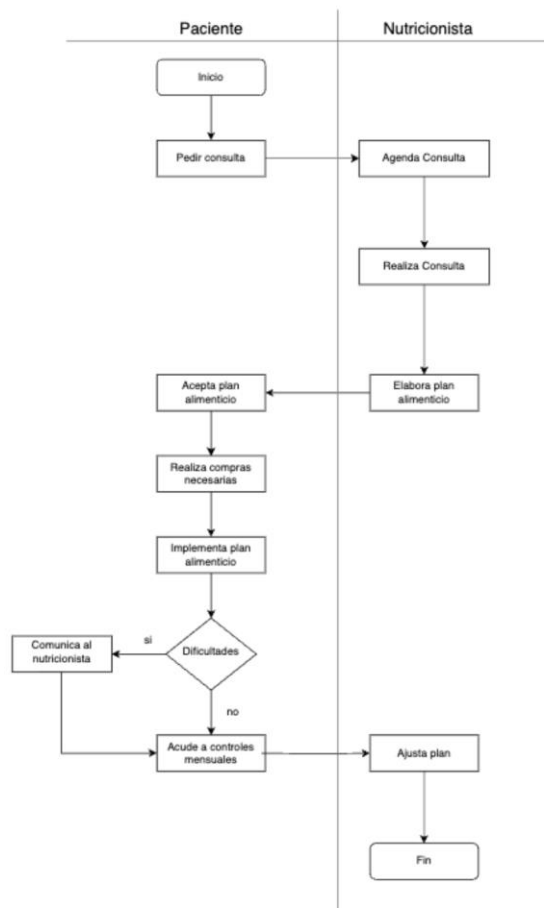 Paciente
Nutricionista
Inicio
Pedir consulta
Agenda Consulta
Realiza Consulta
Elabora plan
alimenticio
Acepta plan
alimenticio
Realiza compras
necesarias
Implementa plan
alimenticio
Dificultades
si
Comunica al
nutricionista
no
Acude a controles
mensuales
Ajusta plan
Fin